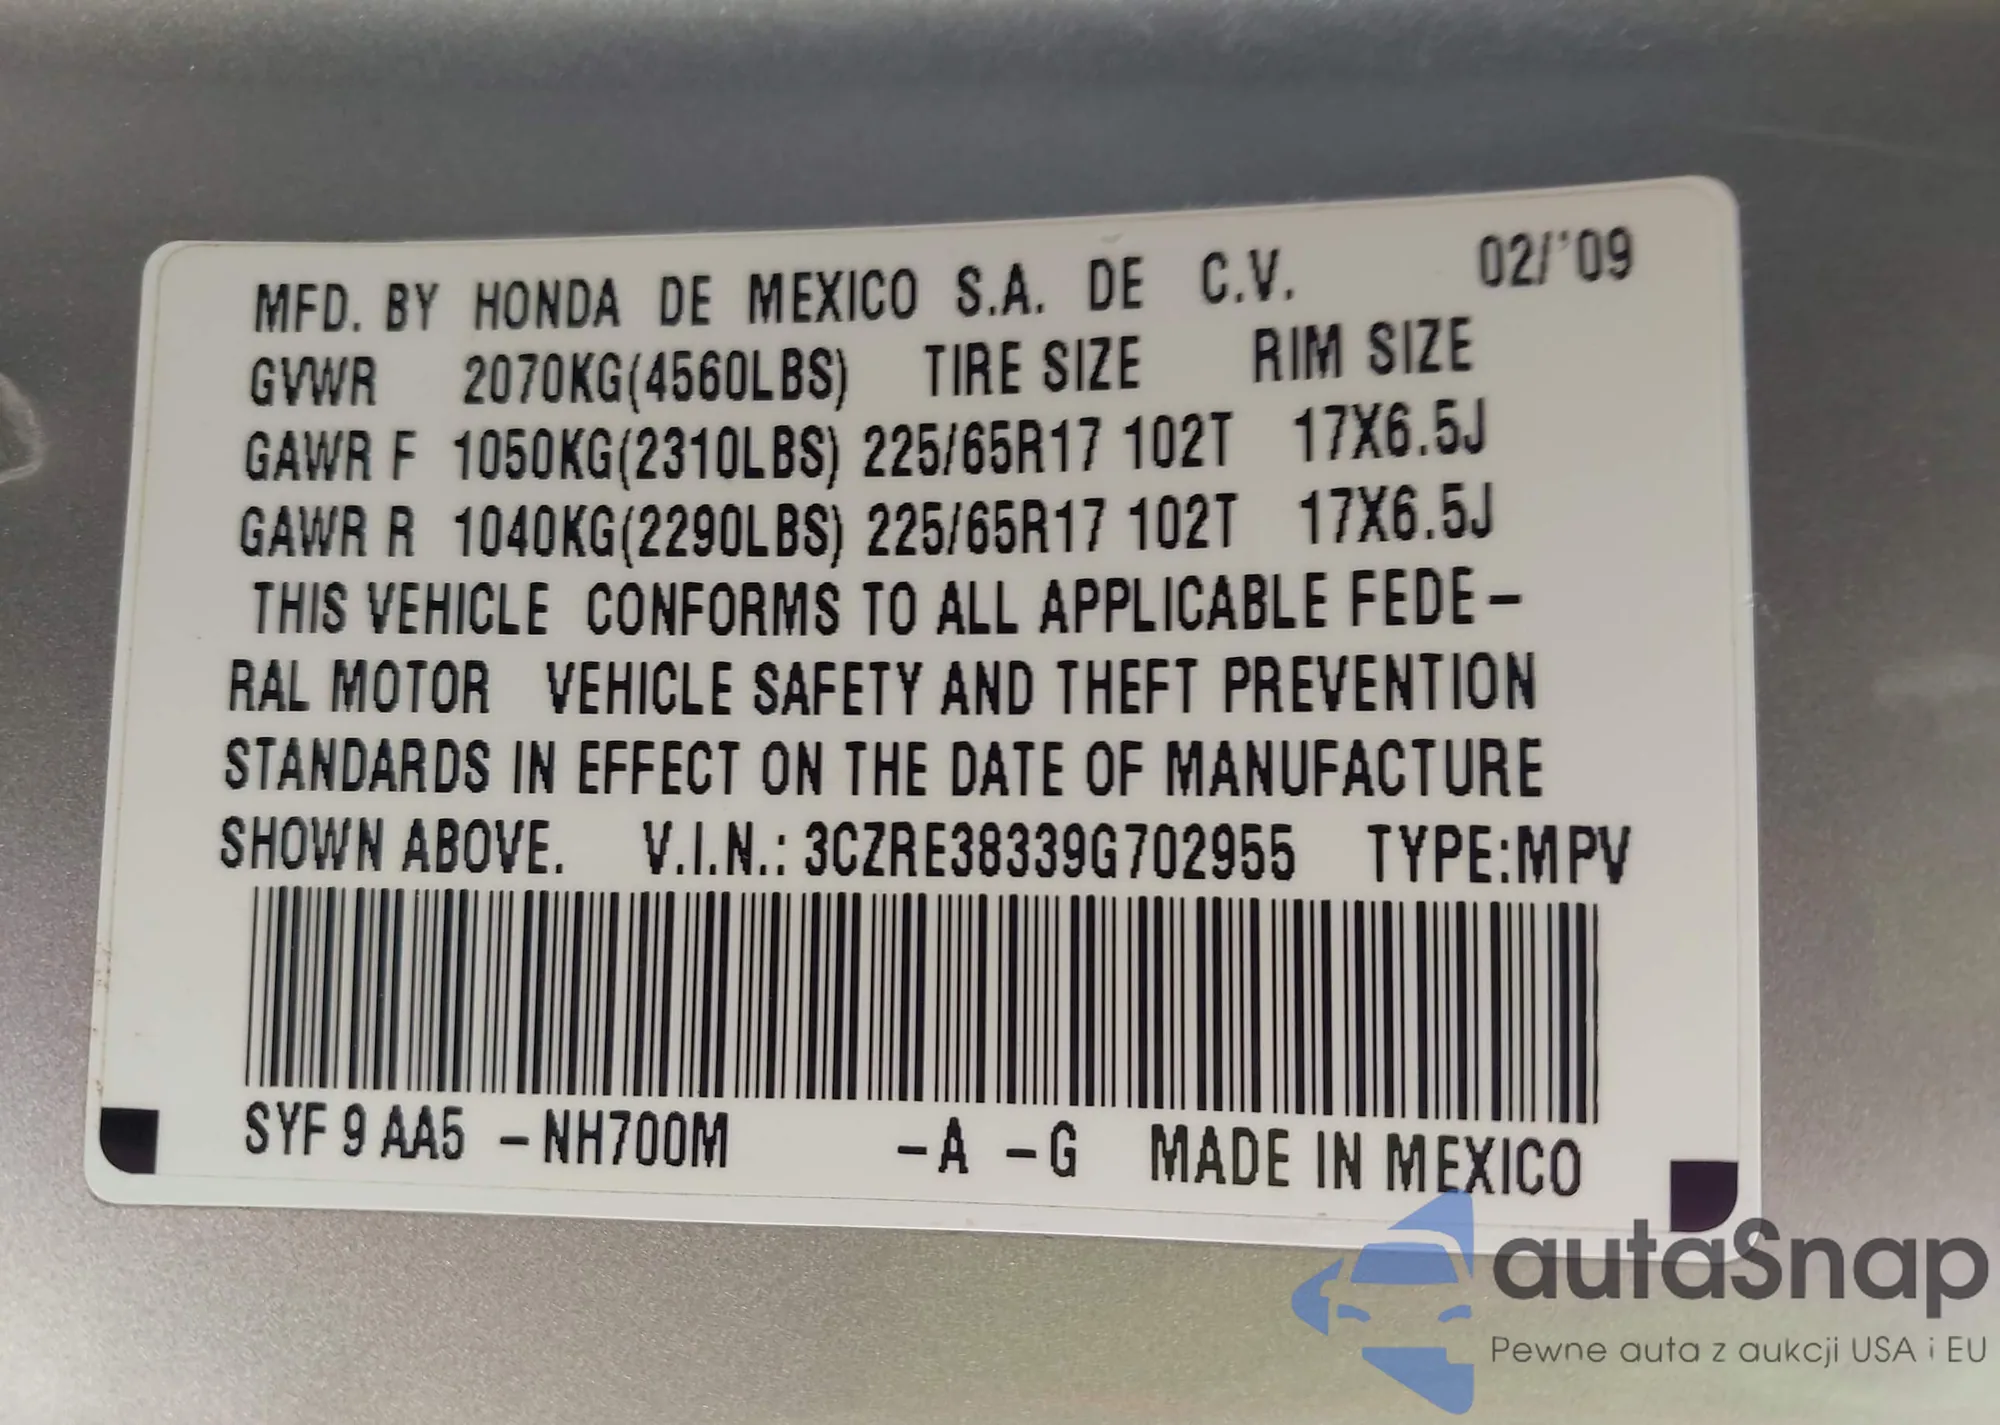 MFD. BY HONDA DE MEXICO S.A. DE C.V. 02/'09
GVWR 2070KG(4560LBS) TIRE SIZE RIM SIZE
GAWR F 1050KG(2310LBS) 225/65R17 102T 17X6.5J
GAWR R 1040KG(2290LBS) 225/65R17 102T 17X6.5J
THIS VEHICLE CONFORMS TO ALL APPLICABLE FEDE-
RAL MOTOR VEHICLE SAFETY AND THEFT PREVENTION
STANDARDS IN EFFECT ON THE DATE OF MANUFACTURE
SHOWN ABOVE. V.I.N.: 3CZRE38339G702955 TYPE:MPV
SYF 9 AA5 -NH700M -A -G MADE IN MEXICO
autaSnap
Pewne auta z aukcji USA i EU